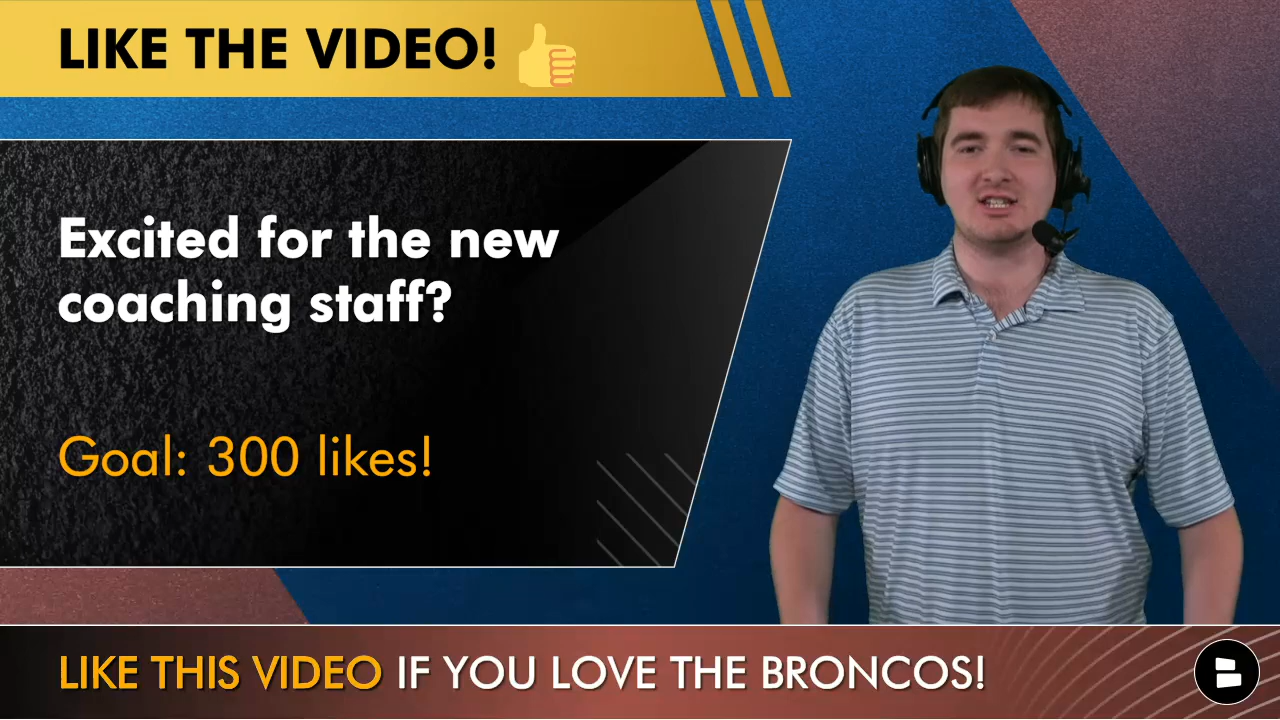 LIKE THE VIDEO!
Excited for the new
coaching staff?
Goal: 300 likes!
LIKE THIS VIDEO IF YOU LOVE THE BRONCOS!